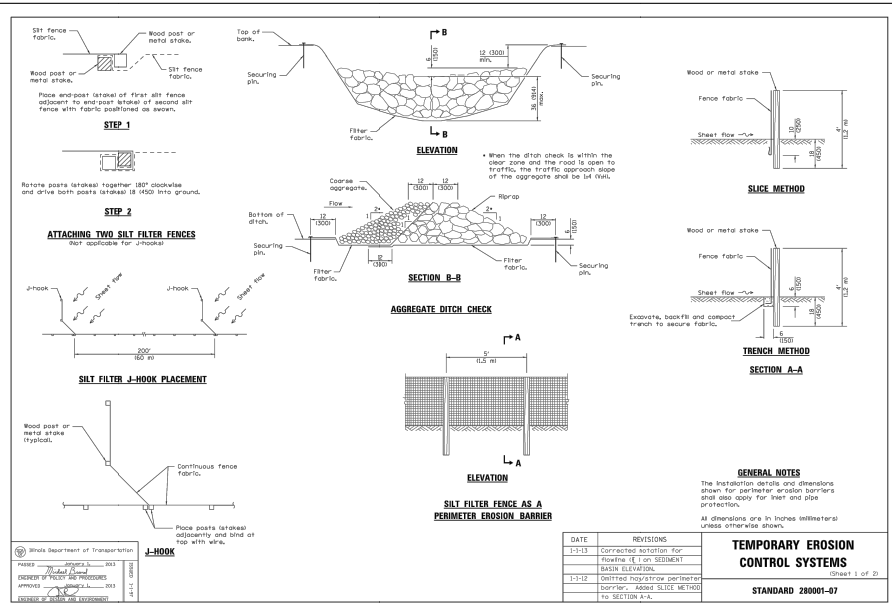 Silt fence
fabric.
Wood post or
metal stake.
Wood post or
metal stake.
Silt fence
fabric.
Place end-post (stake) of first silt fence
adjacent to end-post (stake) of second silt
fence with fabric positioned as swown.
STEP 1
Rotate posts (stakes) together 180° clockwise
and drive both posts (stakes) 18 (450) into ground.
STEP 2
ATTACHING TWO SILT FILTER FENCES
(Not applicable for J-hooks)
J-hook
Sheet flow
J-hook
Sheet flow
200'
(60 m)
SILT FILTER J-HOOK PLACEMENT
Wood post or
metal stake
(typical).
Continuous fence
fabric.
Place posts (stakes)
adjacently and bind at
top with wire.
J-HOOK
Illinois Department of Transportation
PASSED January 1, 2013
ENGINEER OF POLICY AND PROCEDURES
APPROVED January 1, 2013
ENGINEER OF DESIGN AND ENVIRONMENT
ISSUED 1-1-97
Top of
bank.
B
6
(150)
12 (300)
min.
Securing
pin.
Securing
pin.
36 (914)
max.
Filter
fabric.
B
ELEVATION
* When the ditch check is within the
clear zone and the road is open to
traffic, the traffic approach slope
of the aggregate shall be 1:4 (V:H).
Coarse
aggregate.
12
(300)
12
(300)
Riprap
Flow
2*
1
1
2*
1
1
12
(300)
12
(300)
6
(150)
Bottom of
ditch.
Securing
pin.
Filter
fabric.
12
(300)
Filter
fabric.
Securing
pin.
SECTION B-B
AGGREGATE DITCH CHECK
A
5'
(1.5 m)
A
ELEVATION
SILT FILTER FENCE AS A
PERIMETER EROSION BARRIER
Wood or metal stake
Fence fabric
Sheet flow
10
(250)
18
(450)
4'
(1.2 m)
SLICE METHOD
Wood or metal stake
Fence fabric
Sheet flow
6
(150)
18
(450)
4'
(1.2 m)
Excavate, backfill and compact
trench to secure fabric.
6
(150)
TRENCH METHOD
SECTION A-A
GENERAL NOTES
The installation details and dimensions
shown for perimeter erosion barriers
shall also apply for inlet and pipe
protection.
All dimensions are in inches (millimeters)
unless otherwise shown.
DATE REVISIONS
1-1-13 Corrected notation for
flowline (℄) on SEDIMENT
BASIN ELEVATION.
1-1-12 Omitted hay/straw perimeter
barrier. Added SLICE METHOD
to SECTION A-A.
TEMPORARY EROSION
CONTROL SYSTEMS
(Sheet 1 of 2)
STANDARD 280001-07